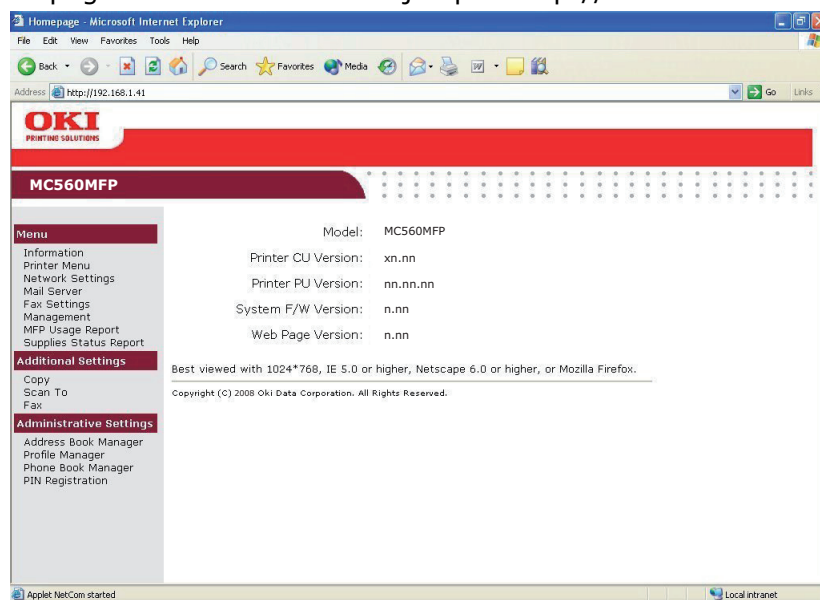 Homepage - Microsoft Internet Explorer
File Edit View Favorites Tools Help
Back Search Favorites Media
Address http://192.168.1.41 Go Links
OKI
PRINTING SOLUTIONS
MC560MFP
Menu
Information
Printer Menu
Network Settings
Mail Server
Fax Settings
Management
MFP Usage Report
Supplies Status Report
Additional Settings
Copy
Scan To
Fax
Administrative Settings
Address Book Manager
Profile Manager
Phone Book Manager
PIN Registration
Model: MC560MFP
Printer CU Version: xn.nn
Printer PU Version: nn.nn.nn
System F/W Version: n.nn
Web Page Version: n.nn
Best viewed with 1024*768, IE 5.0 or higher, Netscape 6.0 or higher, or Mozilla Firefox.
Copyright (C) 2008 Oki Data Corporation. All Rights Reserved.
Applet NetCom started Local intranet